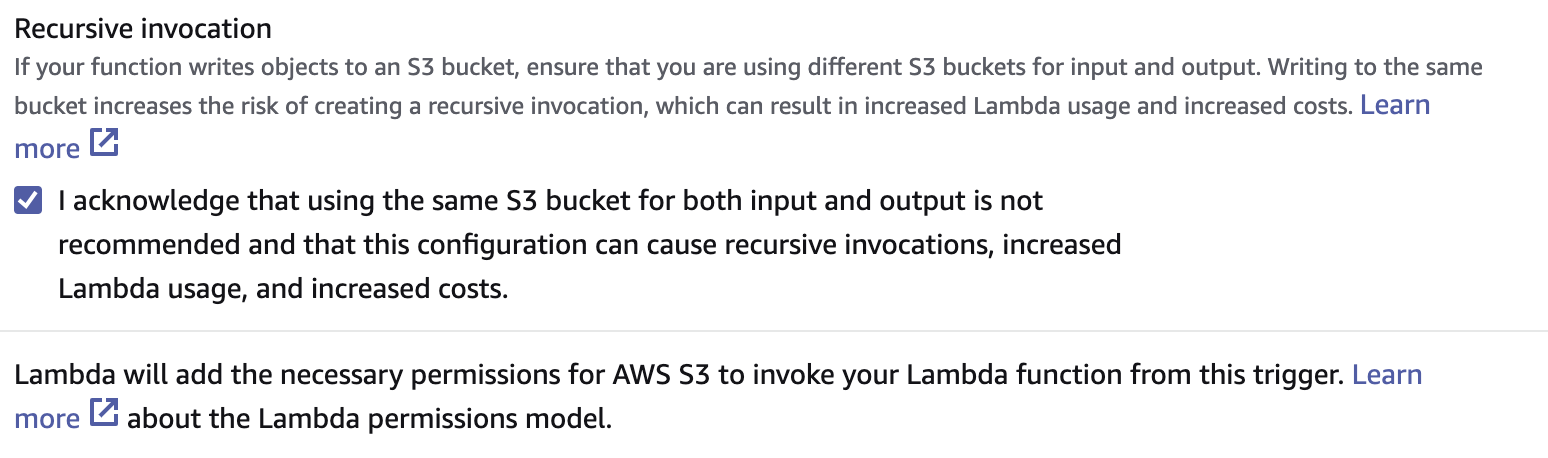 Recursive invocation
If your function writes objects to an S3 bucket, ensure that you are using different S3 buckets for input and output. Writing to the same
bucket increases the risk of creating a recursive invocation, which can result in increased Lambda usage and increased costs. Learn
more
I acknowledge that using the same S3 bucket for both input and output is not
recommended and that this configuration can cause recursive invocations, increased
Lambda usage, and increased costs.
Lambda will add the necessary permissions for AWS S3 to invoke your Lambda function from this trigger. Learn
more about the Lambda permissions model.